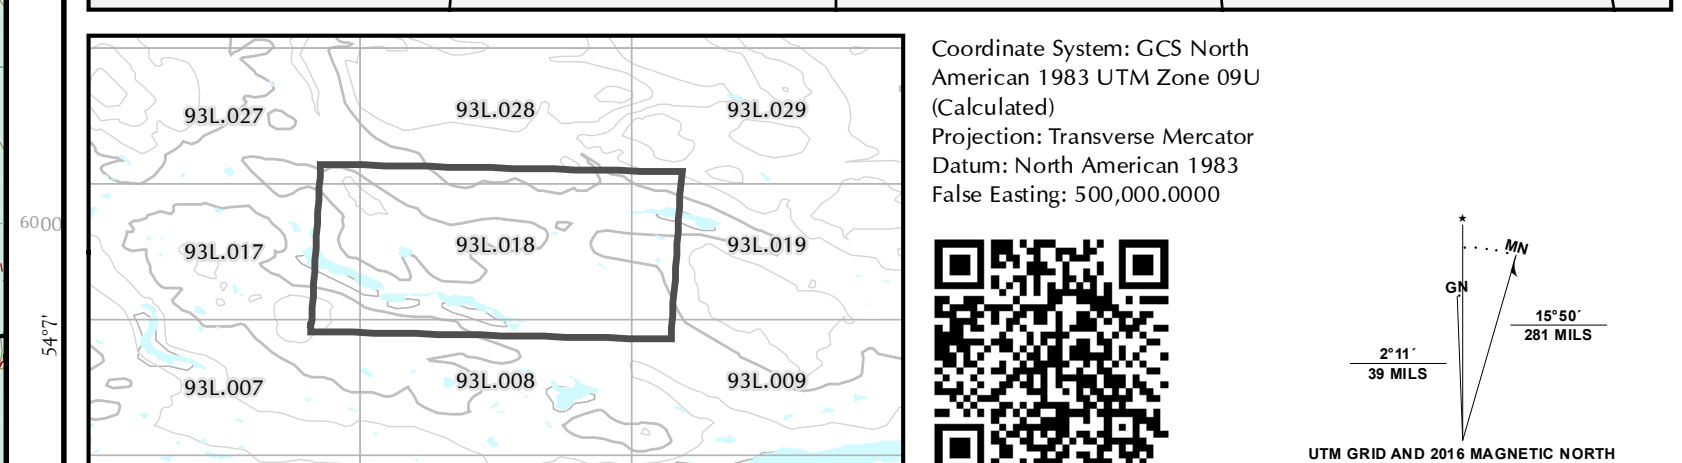 93L.027
93L.028
93L.029
6000
93L.017
93L.018
93L.019
54°7'
93L.007
93L.008
93L.009
Coordinate System: GCS North
American 1983 UTM Zone 09U
(Calculated)
Projection: Transverse Mercator
Datum: North American 1983
False Easting: 500,000.0000
MN
GN
15°50´
281 MILS
2°11´
39 MILS
UTM GRID AND 2016 MAGNETIC NORTH